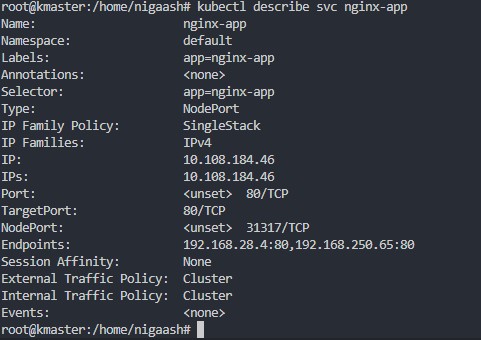 root@kmaster:/home/nigaash# kubectl describe svc nginx-app
Name:                     nginx-app
Namespace:                default
Labels:                   app=nginx-app
Annotations:              <none>
Selector:                 app=nginx-app
Type:                     NodePort
IP Family Policy:         SingleStack
IP Families:              IPv4
IP:                       10.108.184.46
IPs:                      10.108.184.46
Port:                     <unset>  80/TCP
TargetPort:               80/TCP
NodePort:                 <unset>  31317/TCP
Endpoints:                192.168.28.4:80,192.168.250.65:80
Session Affinity:         None
External Traffic Policy:  Cluster
Internal Traffic Policy:  Cluster
Events:                   <none>
root@kmaster:/home/nigaash#